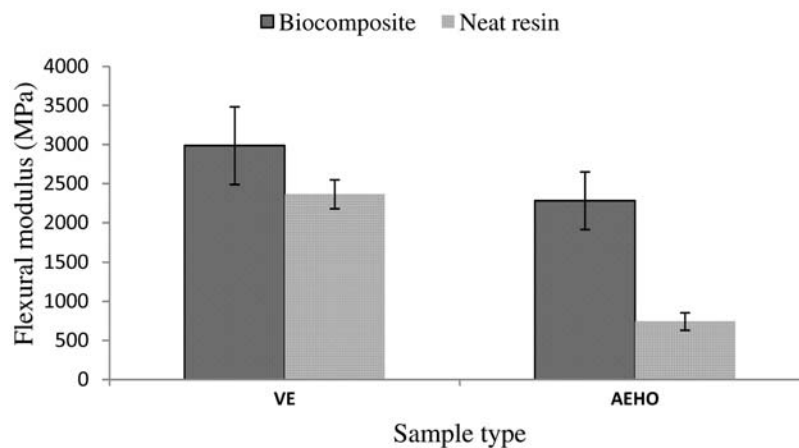 Biocomposite Neat resin
Flexural modulus (MPa)
4000
3500
3000
2500
2000
1500
1000
500
0
VE AEHO
Sample type